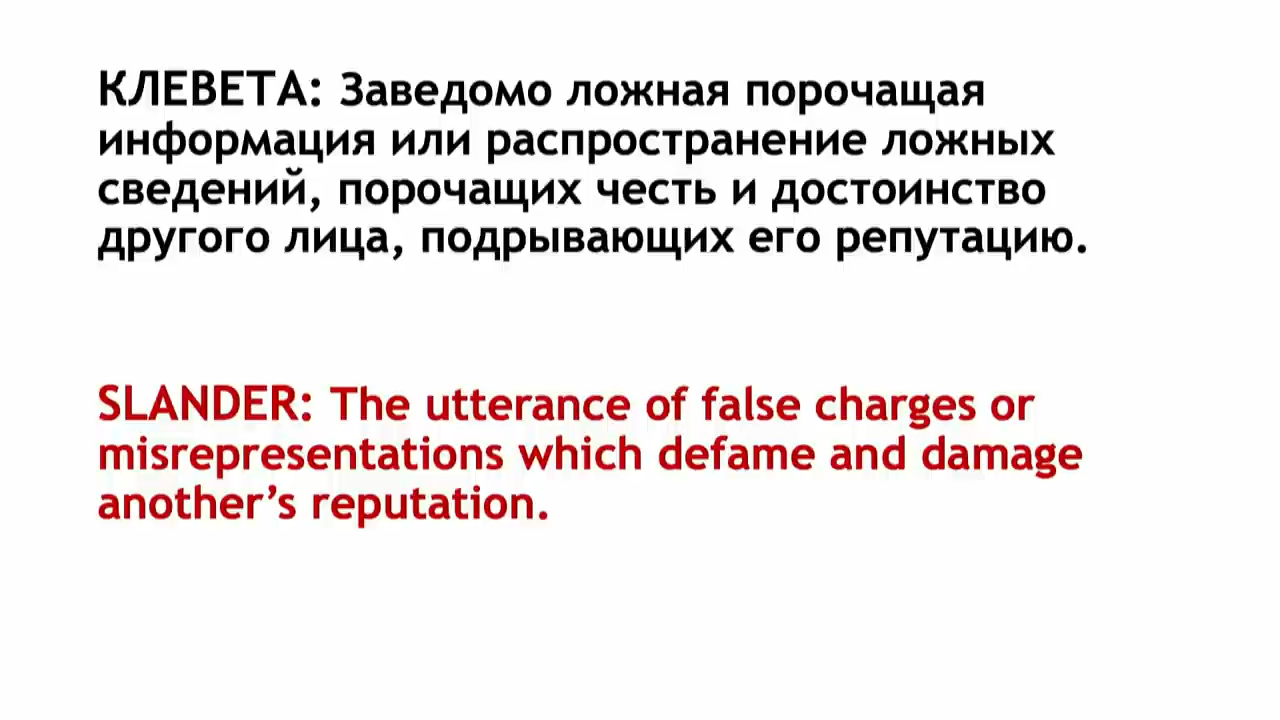 КЛЕВЕТА: Заведомо ложная порочащая
информация или распространение ложных
сведений, порочащих честь и достоинство
другого лица, подрывающих его репутацию.
SLANDER: The utterance of false charges or
misrepresentations which defame and damage
another’s reputation.